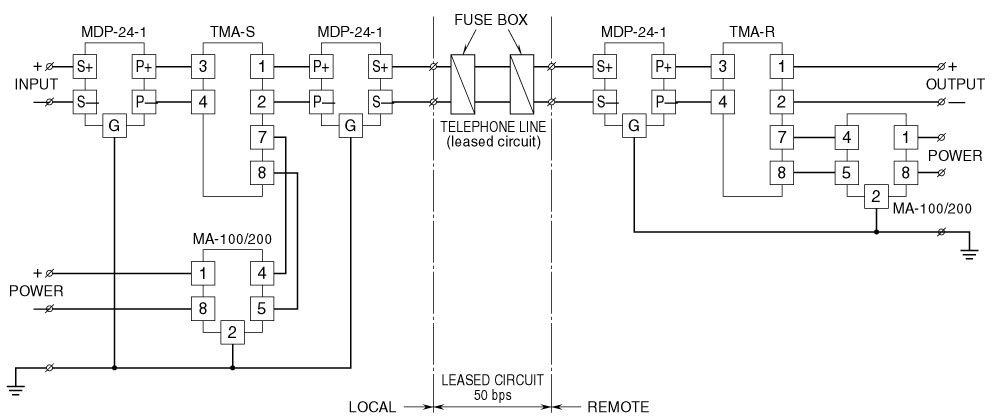 FUSE BOX
MDP-24-1 TMA-S MDP-24-1 MDP-24-1 TMA-R
+ S+ P+ 3 1 P+ S+ S+ P+ 3 1 +
INPUT OUTPUT
— S— P— 4 2 P— S— S— P— 4 2 —
G 7 G TELEPHONE LINE G 7 4 1
(leased circuit) POWER
8 8 5 8
2 MA-100/200
MA-100/200
+ 1 4
POWER
— 8 5
2
LEASED CIRCUIT
50 bps
LOCAL REMOTE